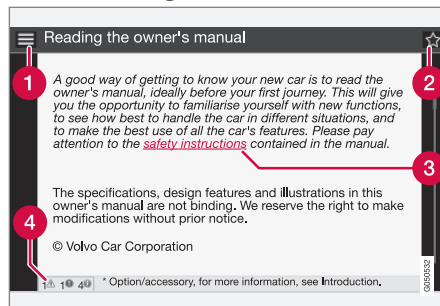 Reading the owner's manual
1
2
A good way of getting to know your new car is to read the
owner's manual, ideally before your first journey. This will give
you the opportunity to familiarise yourself with new functions,
to see how best to handle the car in different situations, and
to make the best use of all the car's features. Please pay
attention to the safety instructions contained in the manual.
3
The specifications, design features and illustrations in this
owner's manual are not binding. We reserve the right to make
modifications without prior notice.
4
© Volvo Car Corporation
1 1 4 * Option/accessory, for more information, see Introduction.
G050532